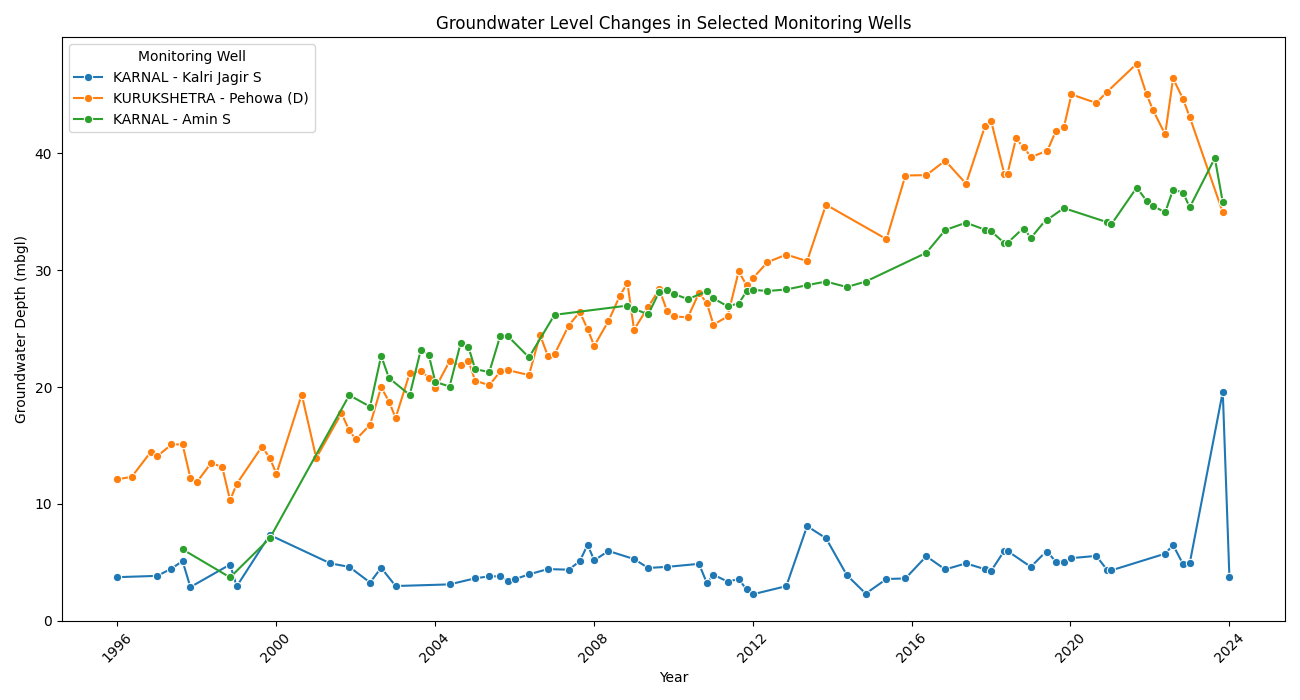 Groundwater Level Changes in Selected Monitoring Wells
Monitoring Well
KARNAL - Kalri Jagir S
KURUKSHETRA - Pehowa (D)
KARNAL - Amin S
Groundwater Depth (mbgl)
40
30
20
10
0
1996
2000
2004
2008
2012
2016
2020
2024
Year